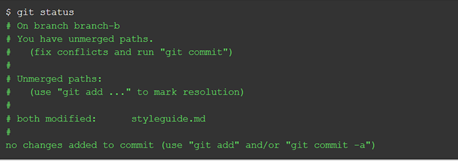 $ git status
# On branch branch-b
# You have unmerged paths.
#   (fix conflicts and run "git commit")
#
# Unmerged paths:
#   (use "git add ..." to mark resolution)
#
# both modified:      styleguide.md
#
no changes added to commit (use "git add" and/or "git commit -a")